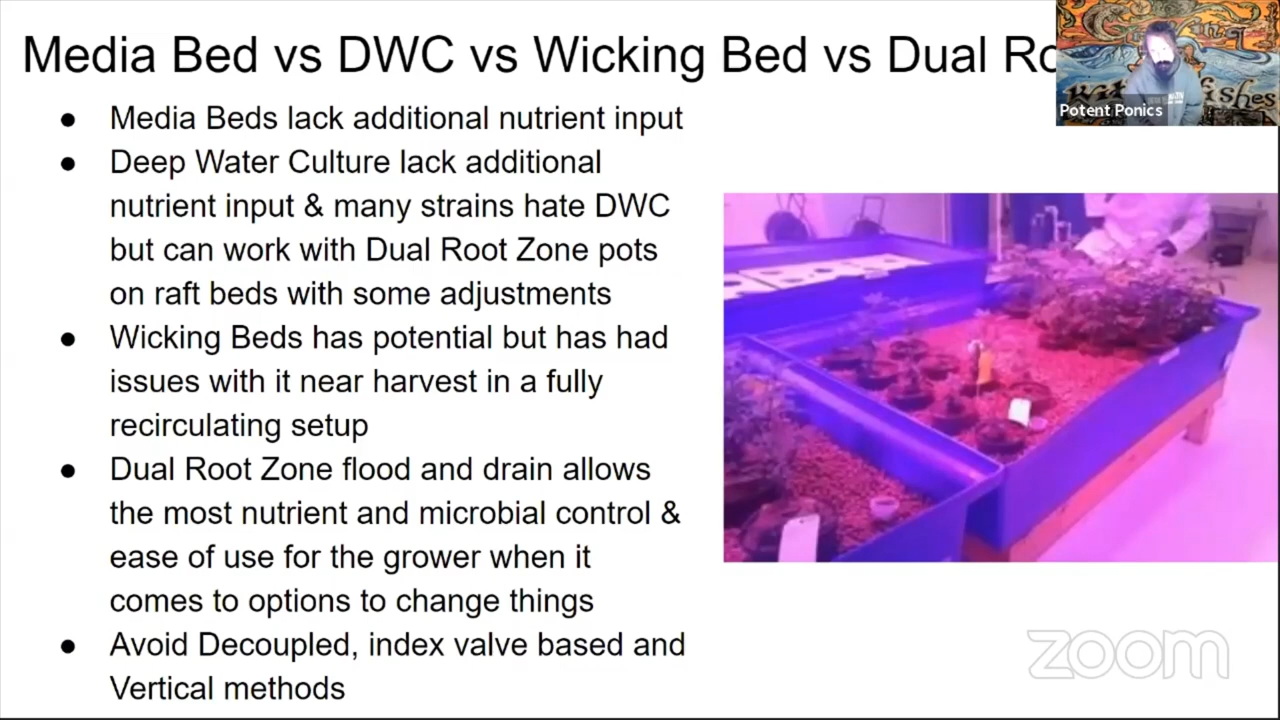 Media Bed vs DWC vs Wicking Bed vs Dual Ro
Potent Ponics
● Media Beds lack additional nutrient input
● Deep Water Culture lack additional
nutrient input & many strains hate DWC
but can work with Dual Root Zone pots
on raft beds with some adjustments
● Wicking Beds has potential but has had
issues with it near harvest in a fully
recirculating setup
● Dual Root Zone flood and drain allows
the most nutrient and microbial control &
ease of use for the grower when it
comes to options to change things
● Avoid Decoupled, index valve based and
Vertical methods
zoom